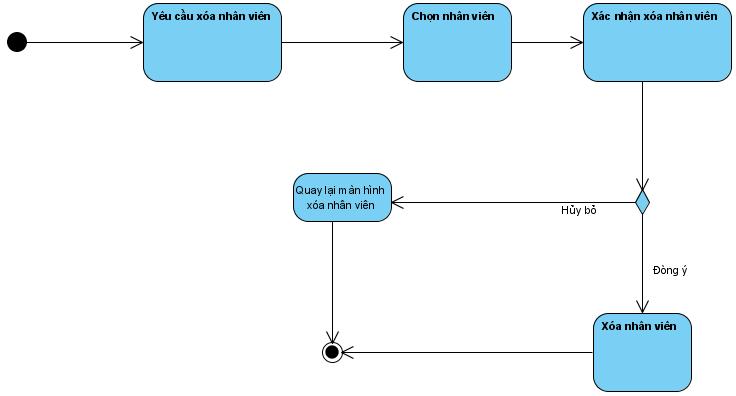 Yêu cầu xóa nhân viên
Chọn nhân viên
Xác nhận xóa nhân viên
Quay lại màn hình
xóa nhân viên
Hủy bỏ
Đồng ý
Xóa nhân viên